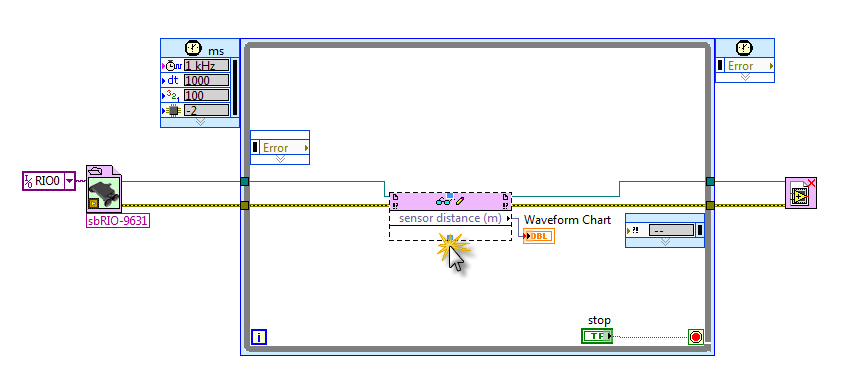 ms
1 kHz
dt 1000
100
-2
Error
Error
RIO0
sbRIO-9631
sensor distance (m)
Waveform Chart
DBL
?! --
stop
TF
i